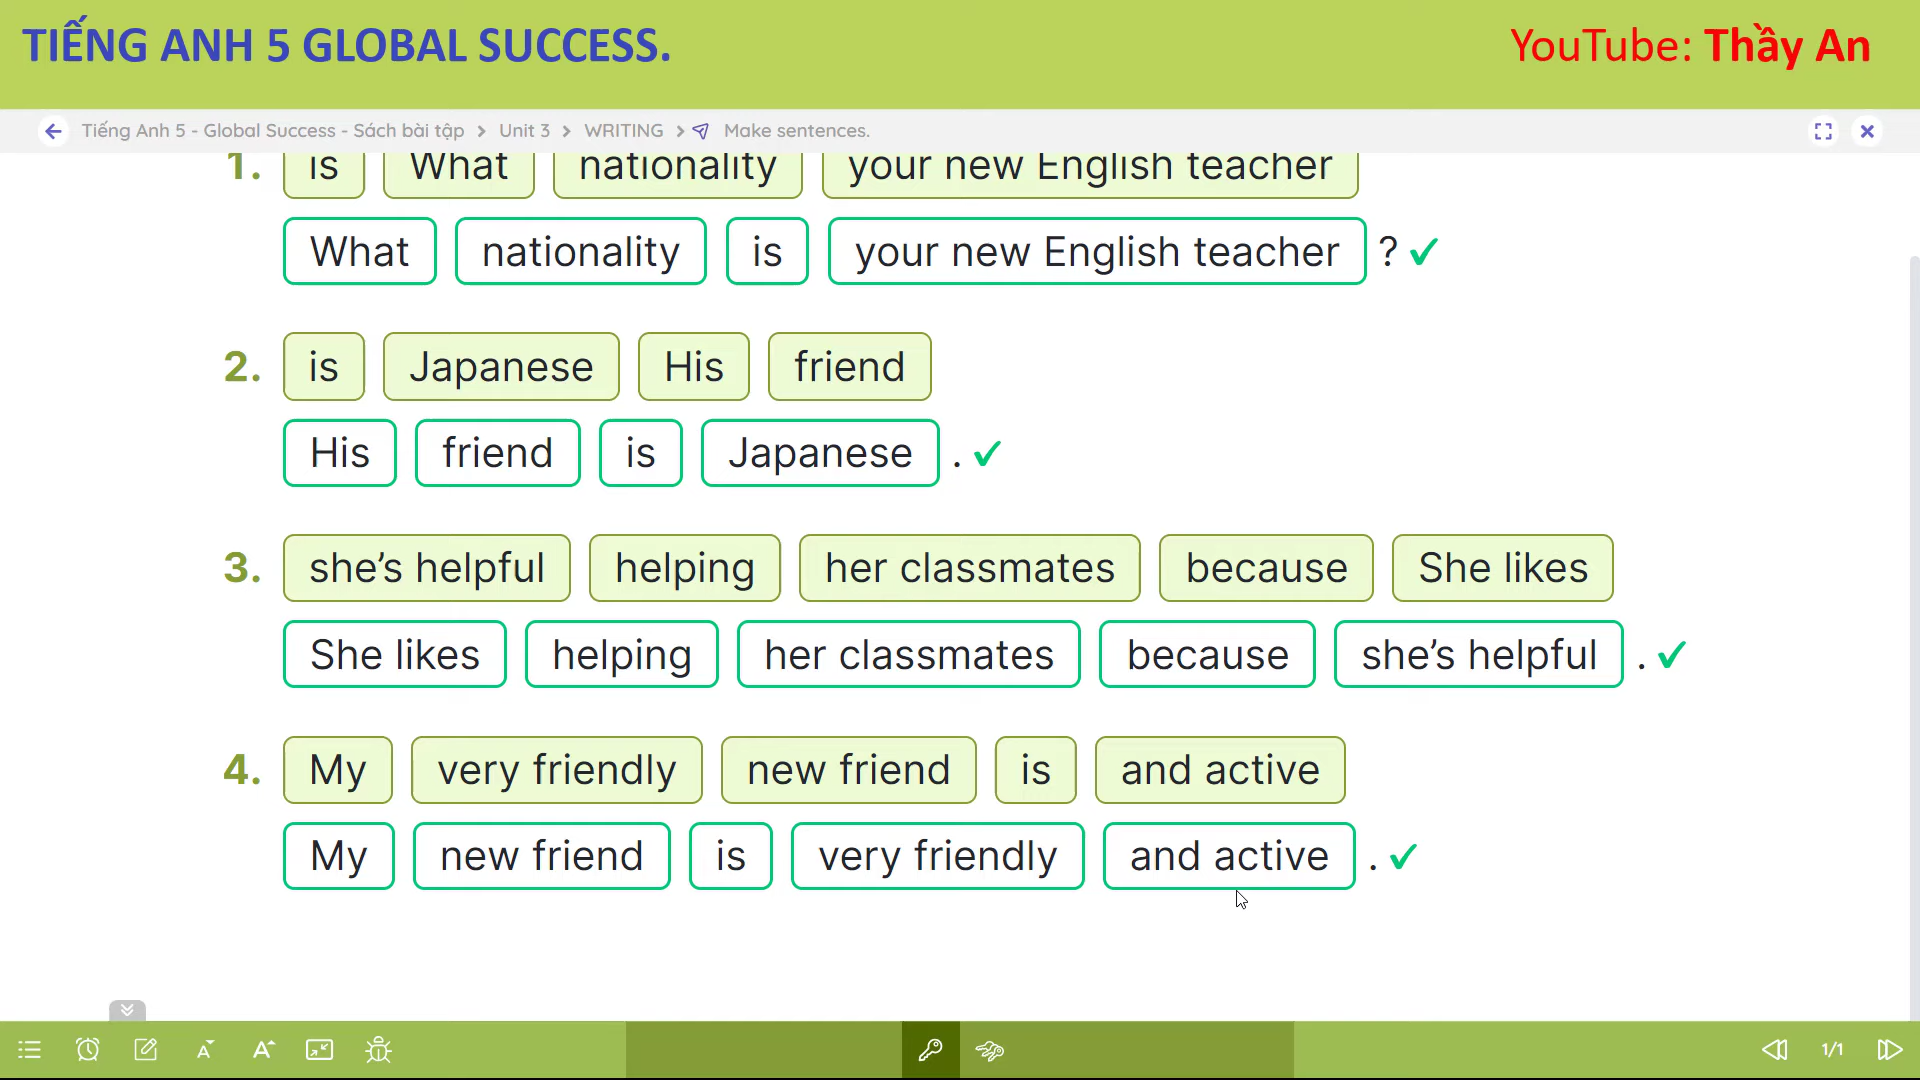 TIẾNG ANH 5 GLOBAL SUCCESS.
YouTube: Thầy An
Tiếng Anh 5 - Global Success - Sách bài tập > Unit 3 > WRITING > Make sentences.
1. is What nationality your new English teacher
What nationality is your new English teacher ? ✓
2. is Japanese His friend
His friend is Japanese . ✓
3. she’s helpful helping her classmates because She likes
She likes helping her classmates because she’s helpful . ✓
4. My very friendly new friend is and active
My new friend is very friendly and active . ✓
A A 1/1